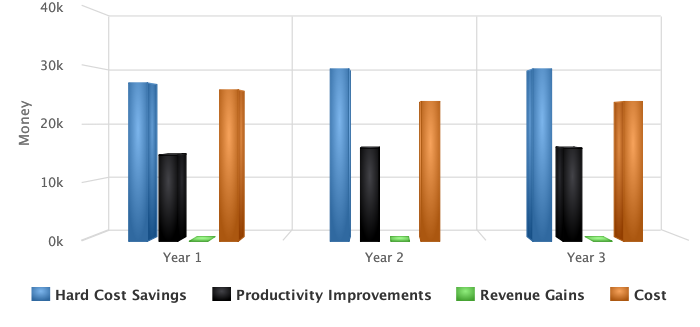 40k
30k
20k
10k
0k
Money
Year 1 Year 2 Year 3
Hard Cost Savings Productivity Improvements Revenue Gains Cost